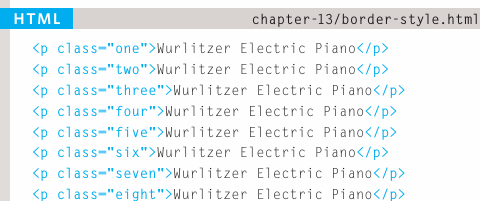 HTML chapter-13/border-style.html
<p class="one">Wurlitzer Electric Piano</p>
<p class="two">Wurlitzer Electric Piano</p>
<p class="three">Wurlitzer Electric Piano</p>
<p class="four">Wurlitzer Electric Piano</p>
<p class="five">Wurlitzer Electric Piano</p>
<p class="six">Wurlitzer Electric Piano</p>
<p class="seven">Wurlitzer Electric Piano</p>
<p class="eight">Wurlitzer Electric Piano</p>